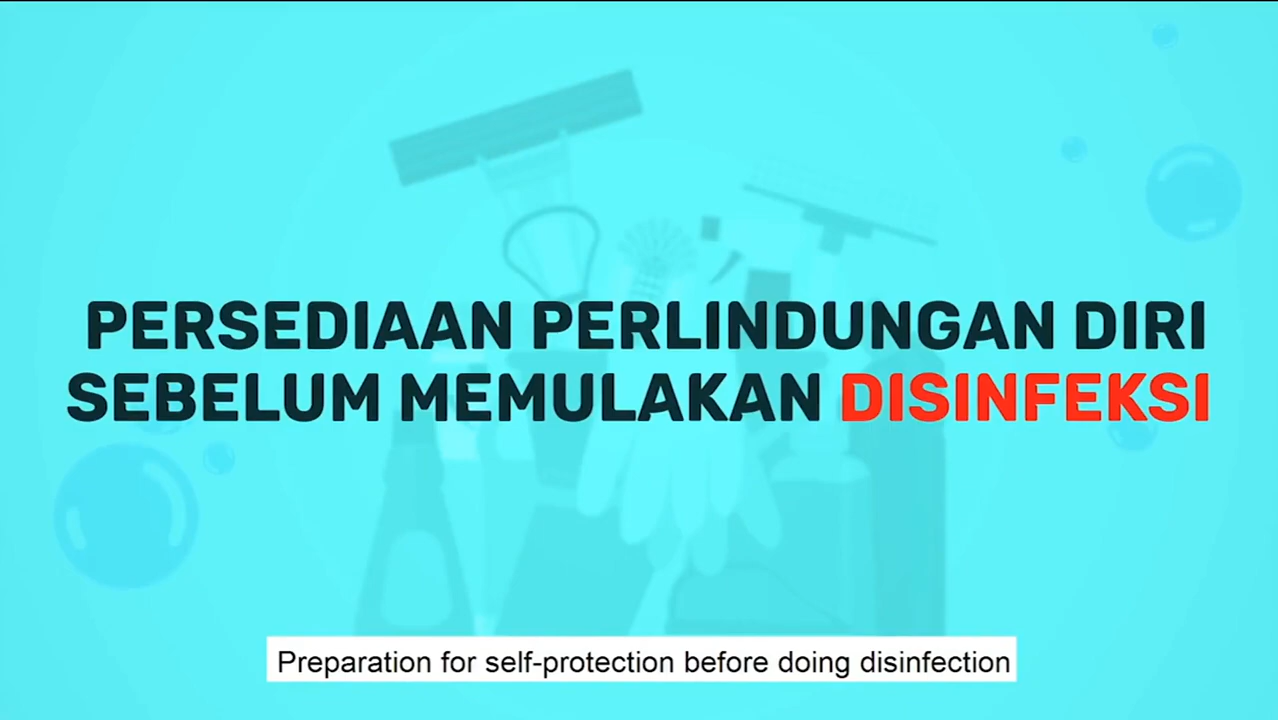 PERSEDIAAN PERLINDUNGAN DIRI
SEBELUM MEMULAKAN DISINFEKSI
Preparation for self-protection before doing disinfection